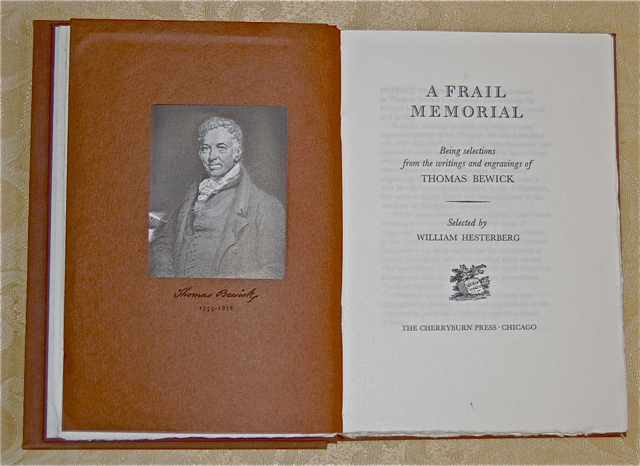 Thomas Bewick
1753-1828
A FRAIL
MEMORIAL
Being selections
from the writings and engravings of
THOMAS BEWICK
Selected by
WILLIAM HESTERBERG
THE CHERRYBURN PRESS · CHICAGO